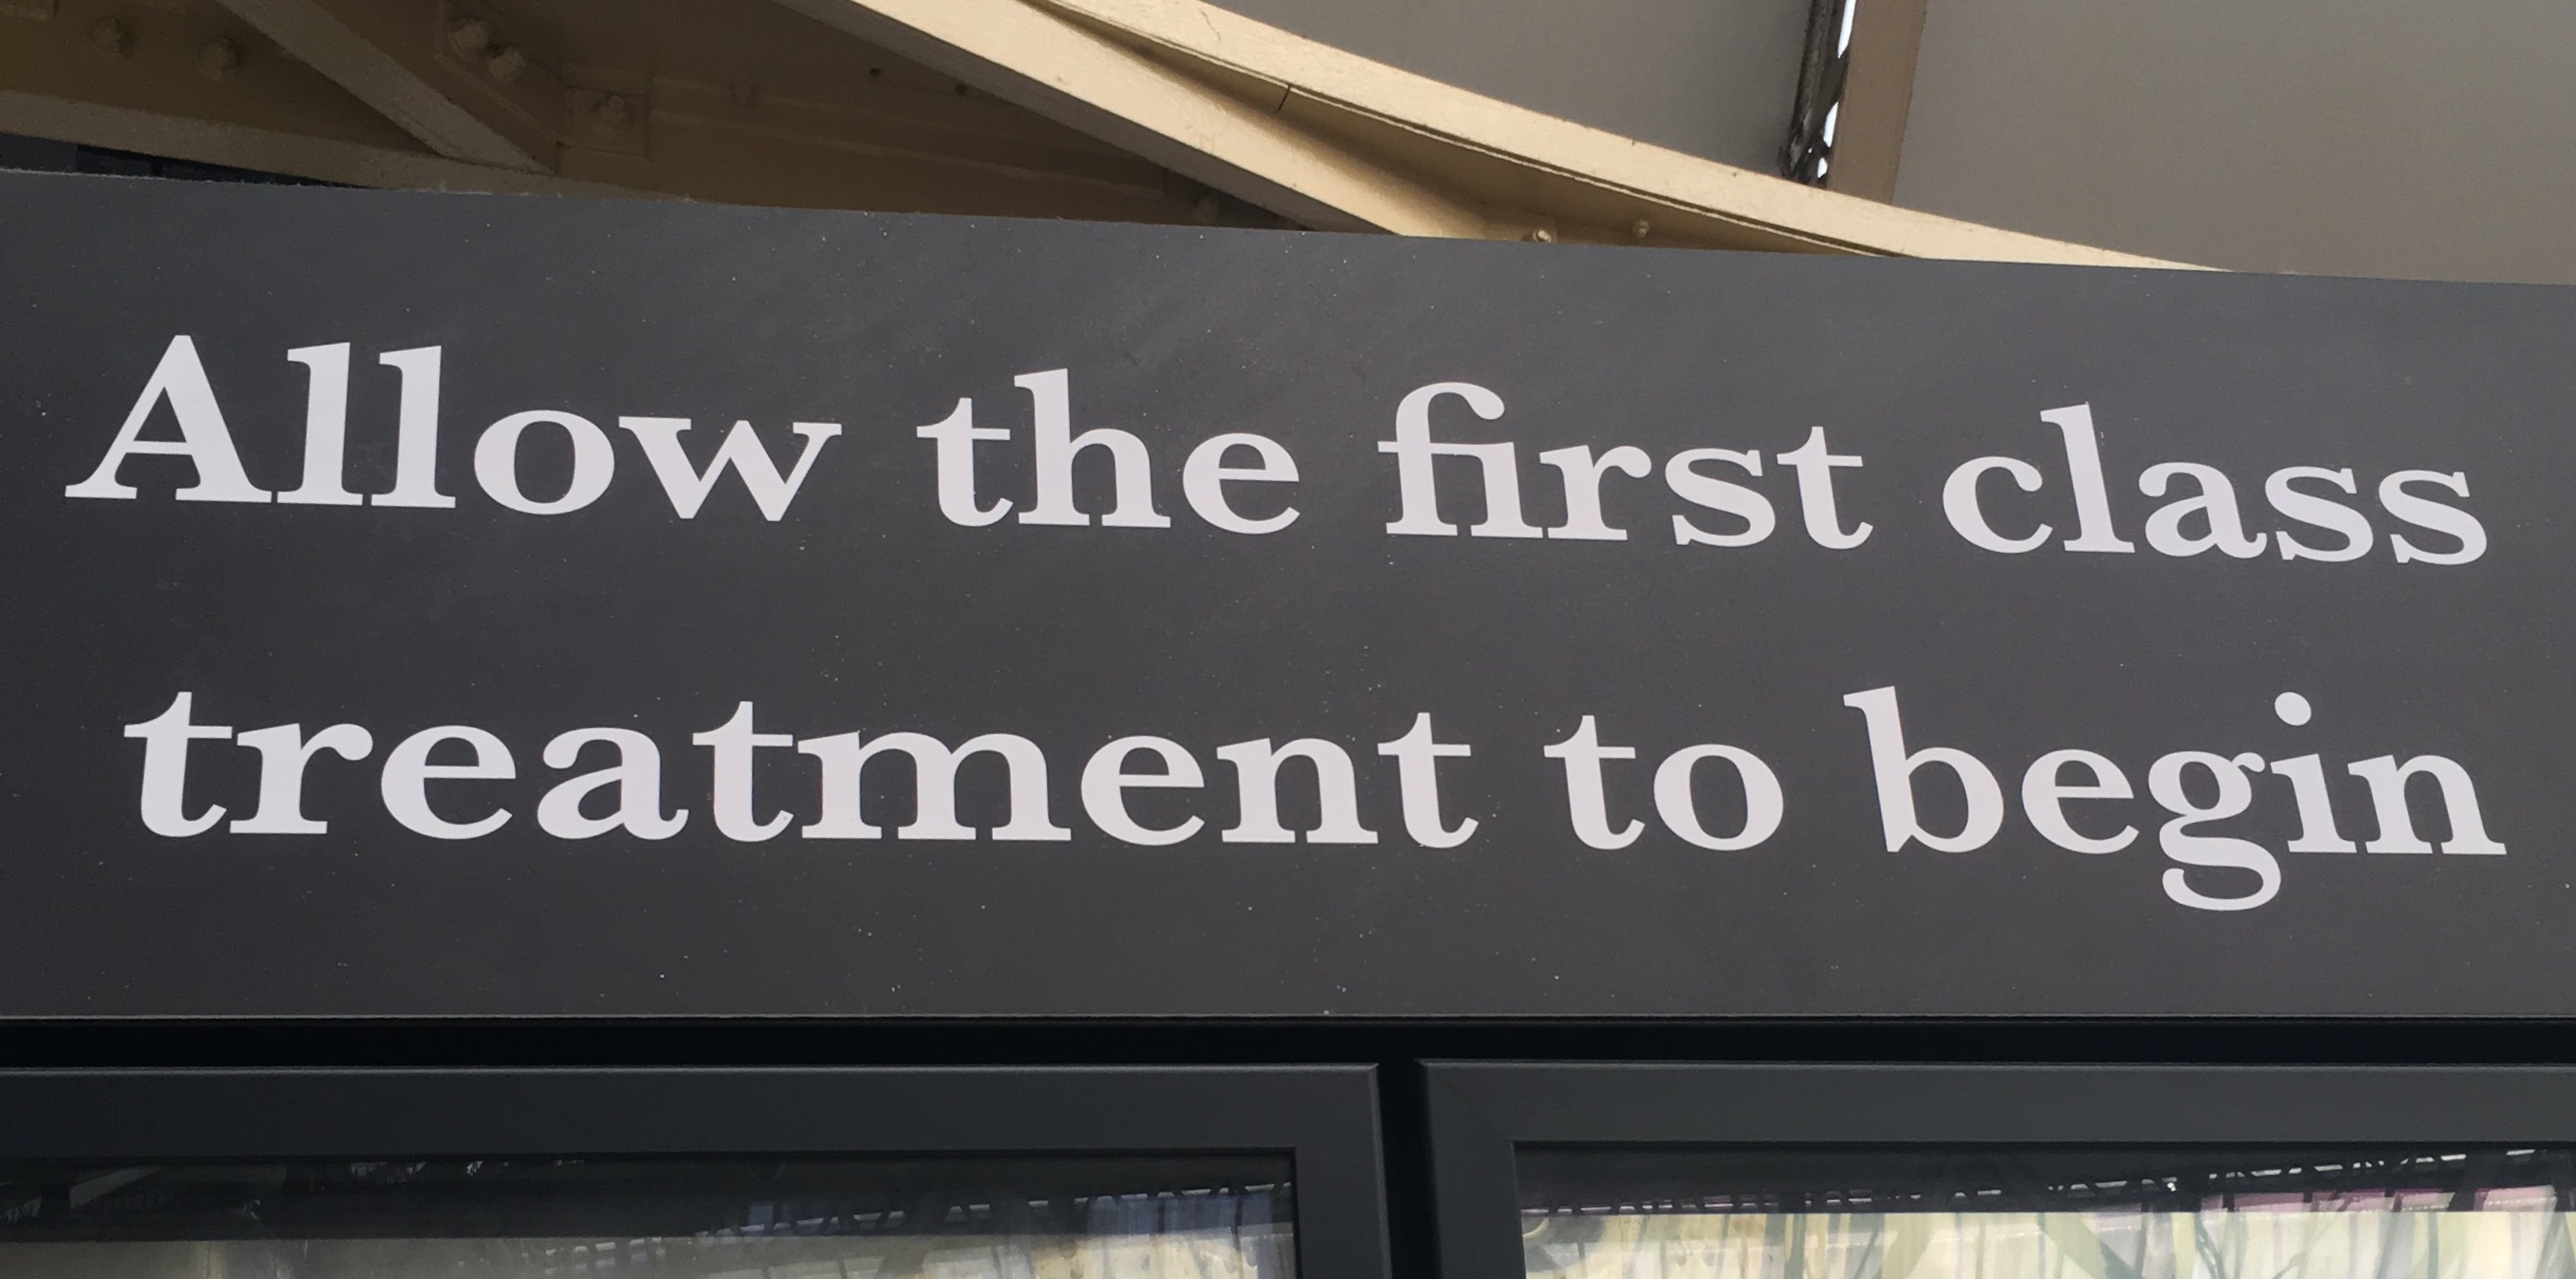 Allow the first class
treatment to begin